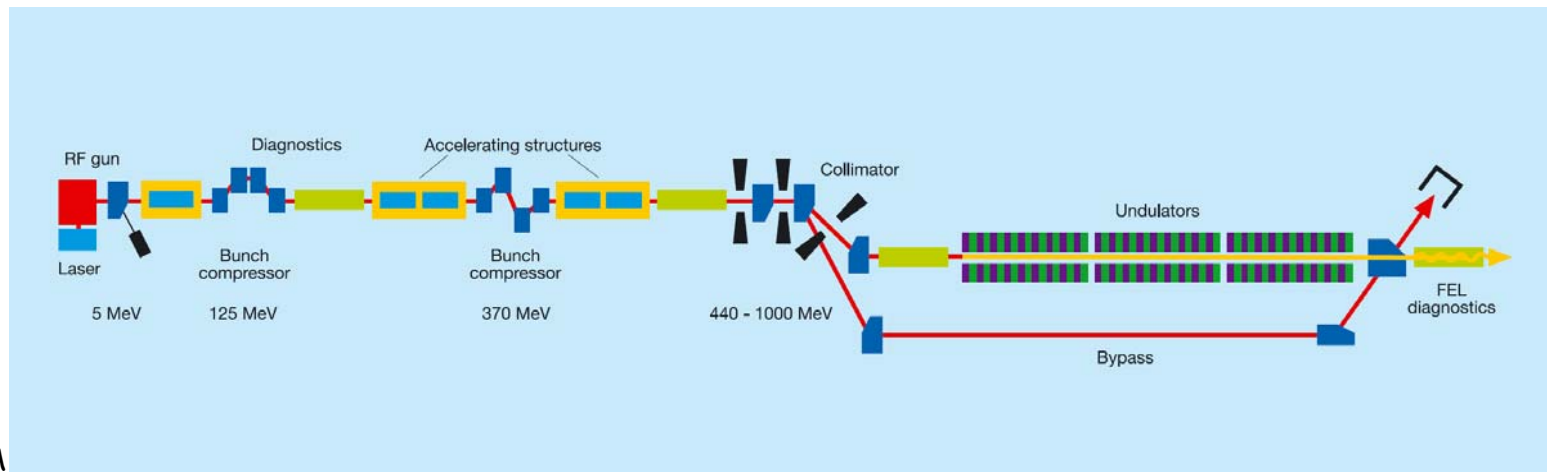 RF gun
Diagnostics
Accelerating structures
Collimator
Undulators
Laser
Bunch
compressor
Bunch
compressor
FEL
diagnostics
5 MeV
125 MeV
370 MeV
440 - 1000 MeV
Bypass